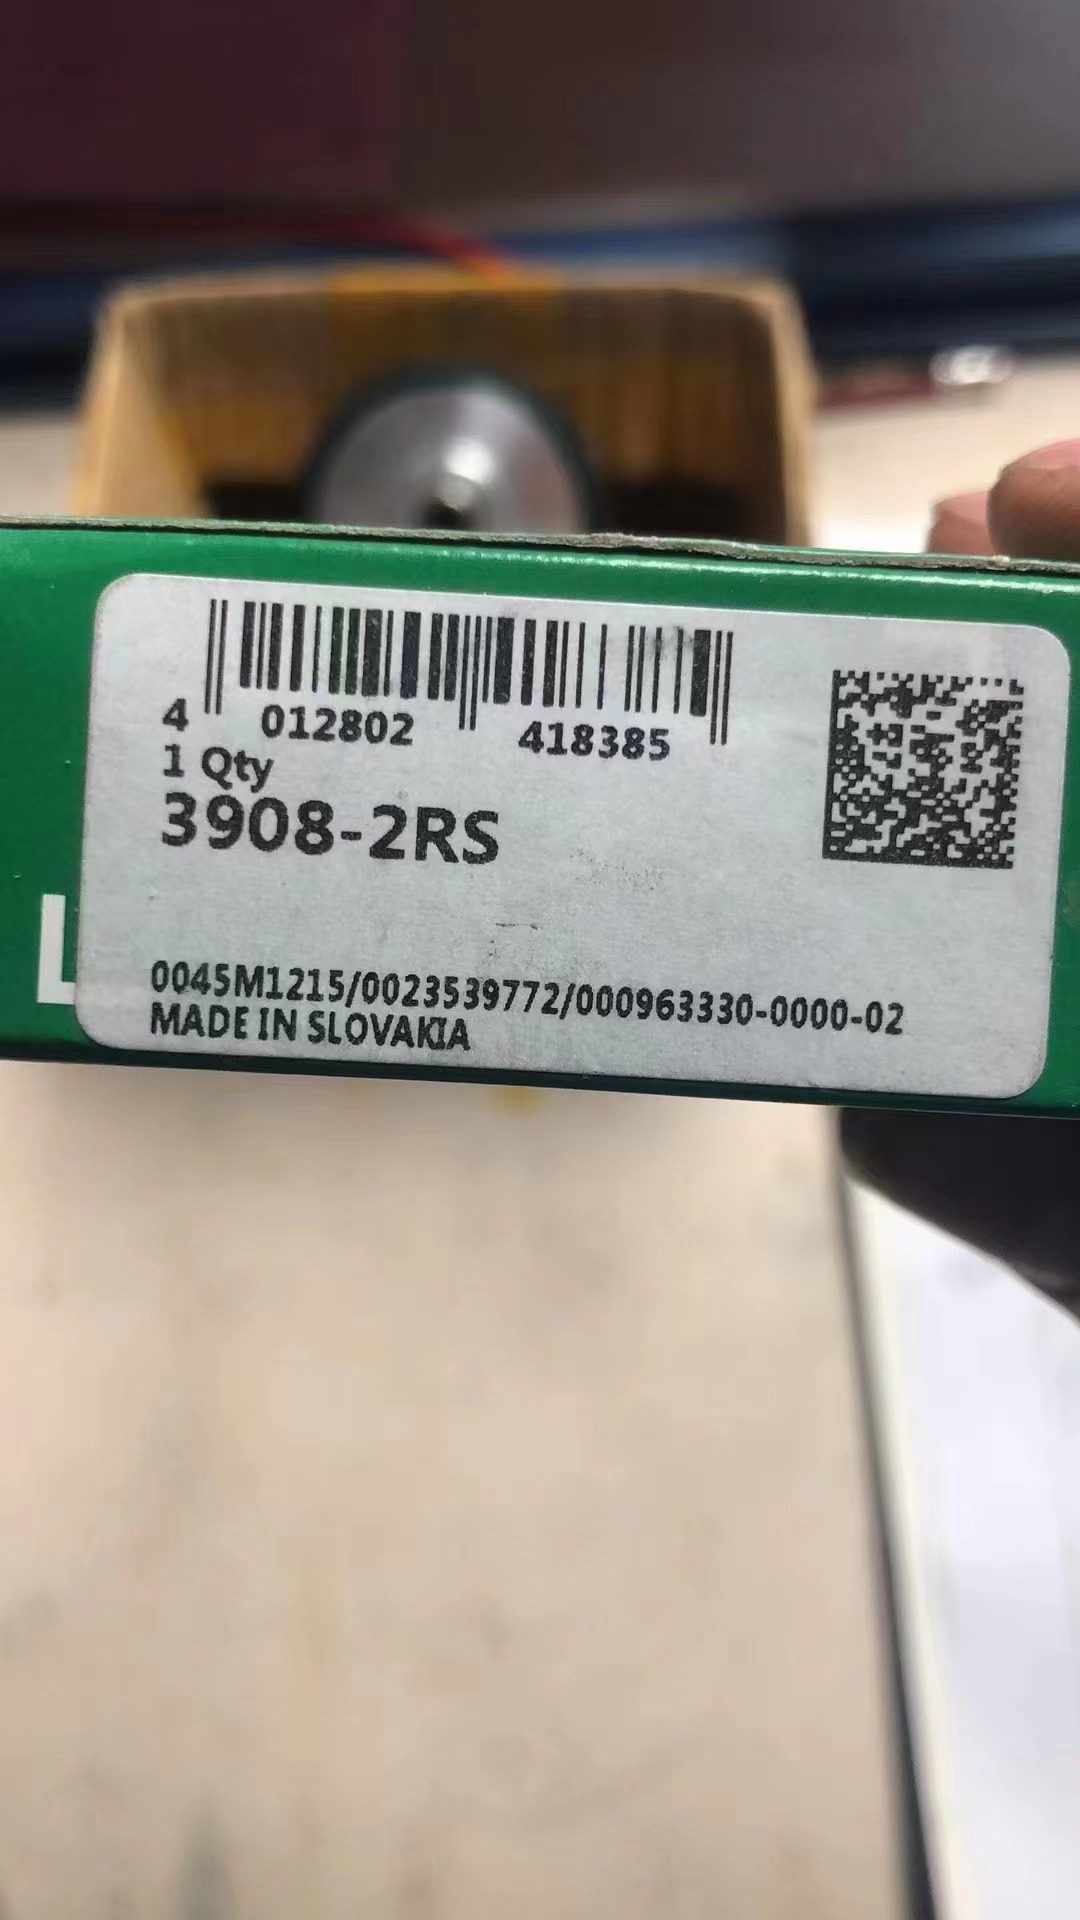 4 012802 418385
1 Qty
3908-2RS
L
0045M1215/0023539772/000963330-0000-02
MADE IN SLOVAKIA